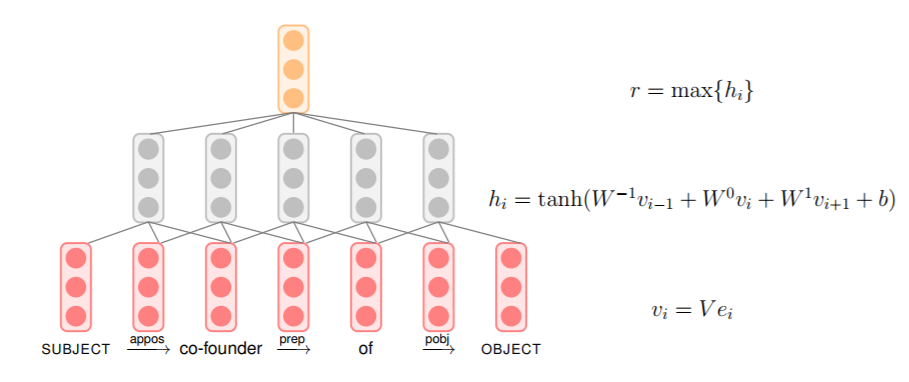 r = max{h_i}
h_i = tanh(W^{-1}v_{i-1} + W^0v_i + W^1v_{i+1} + b)
v_i = Ve_i
appos prep pobj
SUBJECT → co-founder → of → OBJECT